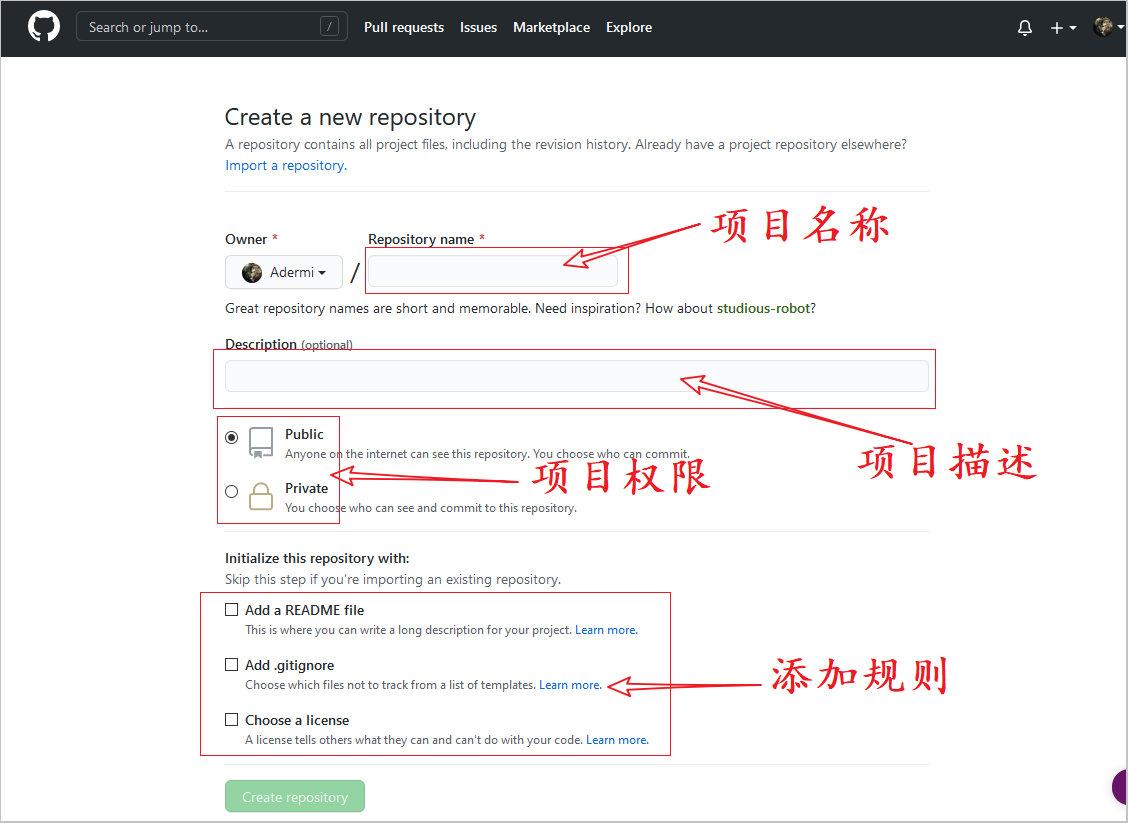 Search or jump to... /
Pull requests Issues Marketplace Explore
Create a new repository
A repository contains all project files, including the revision history. Already have a project repository elsewhere?
Import a repository.
项目名称
Owner * Repository name *
Adermi /
Great repository names are short and memorable. Need inspiration? How about studious-robot?
Description (optional)
项目描述
Public
Anyone on the internet can see this repository. You choose who can commit.
项目权限
Private
You choose who can see and commit to this repository.
Initialize this repository with:
Skip this step if you're importing an existing repository.
Add a README file
This is where you can write a long description for your project. Learn more.
Add .gitignore
Choose which files not to track from a list of templates. Learn more.
添加规则
Choose a license
A license tells others what they can and can't do with your code. Learn more.
Create repository